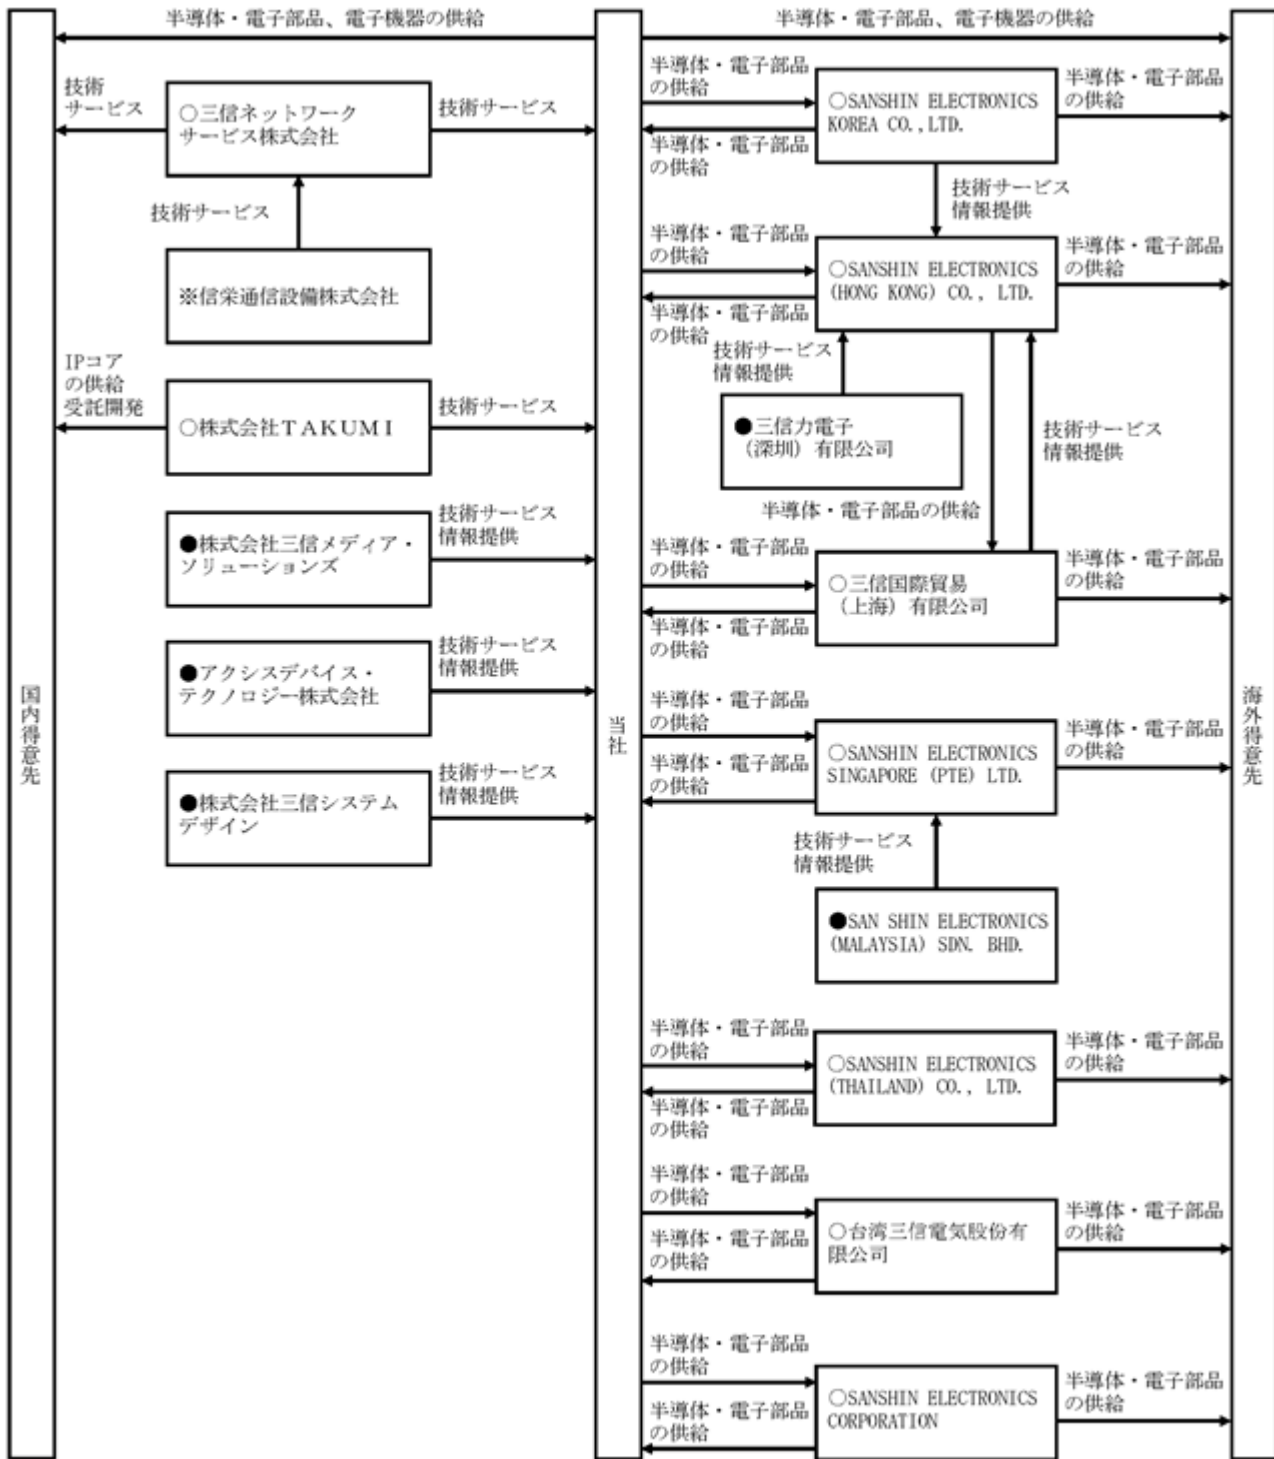 半導体・電子部品、電子機器の供給
半導体・電子部品、電子機器の供給
国内得意先
当社
海外得意先
技術
サービス
○三信ネットワーク
サービス株式会社
技術サービス
技術サービス
※信栄通信設備株式会社
IPコア
の供給
受託開発
○株式会社ＴＡＫＵＭＩ
技術サービス
●株式会社三信メディア・
ソリューションズ
技術サービス
情報提供
●アクシスデバイス・
テクノロジー株式会社
技術サービス
情報提供
●株式会社三信システム
デザイン
技術サービス
情報提供
半導体・電子部品
の供給
○SANSHIN ELECTRONICS
KOREA CO.,LTD.
半導体・電子部品
の供給
半導体・電子部品
の供給
技術サービス
情報提供
半導体・電子部品
の供給
○SANSHIN ELECTRONICS
(HONG KONG) CO., LTD.
半導体・電子部品
の供給
半導体・電子部品
の供給
技術サービス
情報提供
●三信力電子
（深圳）有限公司
技術サービス
情報提供
半導体・電子部品の供給
半導体・電子部品
の供給
○三信国際貿易
（上海）有限公司
半導体・電子部品
の供給
半導体・電子部品
の供給
半導体・電子部品
の供給
○SANSHIN ELECTRONICS
SINGAPORE (PTE) LTD.
半導体・電子部品
の供給
半導体・電子部品
の供給
技術サービス
情報提供
●SAN SHIN ELECTRONICS
(MALAYSIA) SDN. BHD.
半導体・電子部品
の供給
○SANSHIN ELECTRONICS
(THAILAND) CO., LTD.
半導体・電子部品
の供給
半導体・電子部品
の供給
半導体・電子部品
の供給
○台湾三信電気股份有
限公司
半導体・電子部品
の供給
半導体・電子部品
の供給
半導体・電子部品
の供給
○SANSHIN ELECTRONICS
CORPORATION
半導体・電子部品
の供給
半導体・電子部品
の供給